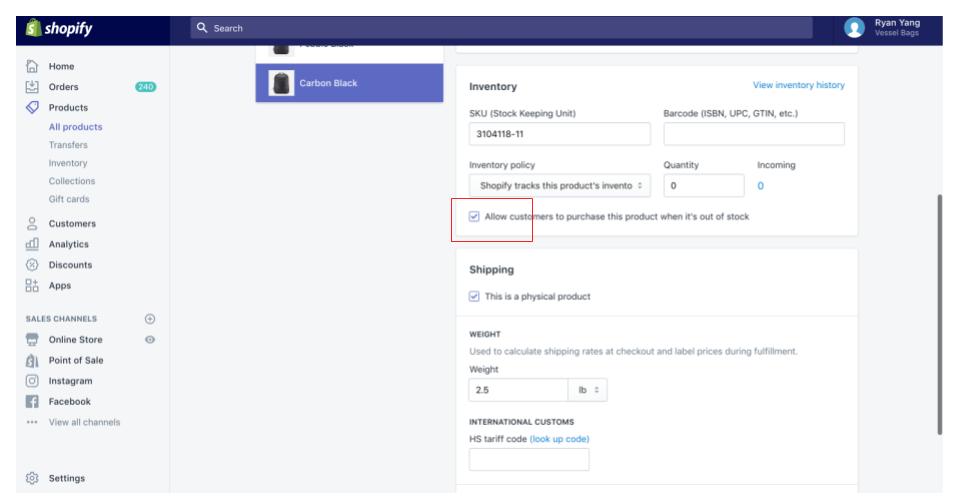 shopify
Search
Ryan Yang
Vessel Bags
Home
Orders 240
Products
All products
Transfers
Inventory
Collections
Gift cards
Customers
Analytics
Discounts
Apps
SALES CHANNELS
Online Store
Point of Sale
Instagram
Facebook
View all channels
Settings
Carbon Black
Inventory View inventory history
SKU (Stock Keeping Unit) Barcode (ISBN, UPC, GTIN, etc.)
3104118-11
Inventory policy Quantity Incoming
Shopify tracks this product's invento 0 0
Allow customers to purchase this product when it's out of stock
Shipping
This is a physical product
WEIGHT
Used to calculate shipping rates at checkout and label prices during fulfillment.
Weight
2.5 lb
INTERNATIONAL CUSTOMS
HS tariff code (look up code)